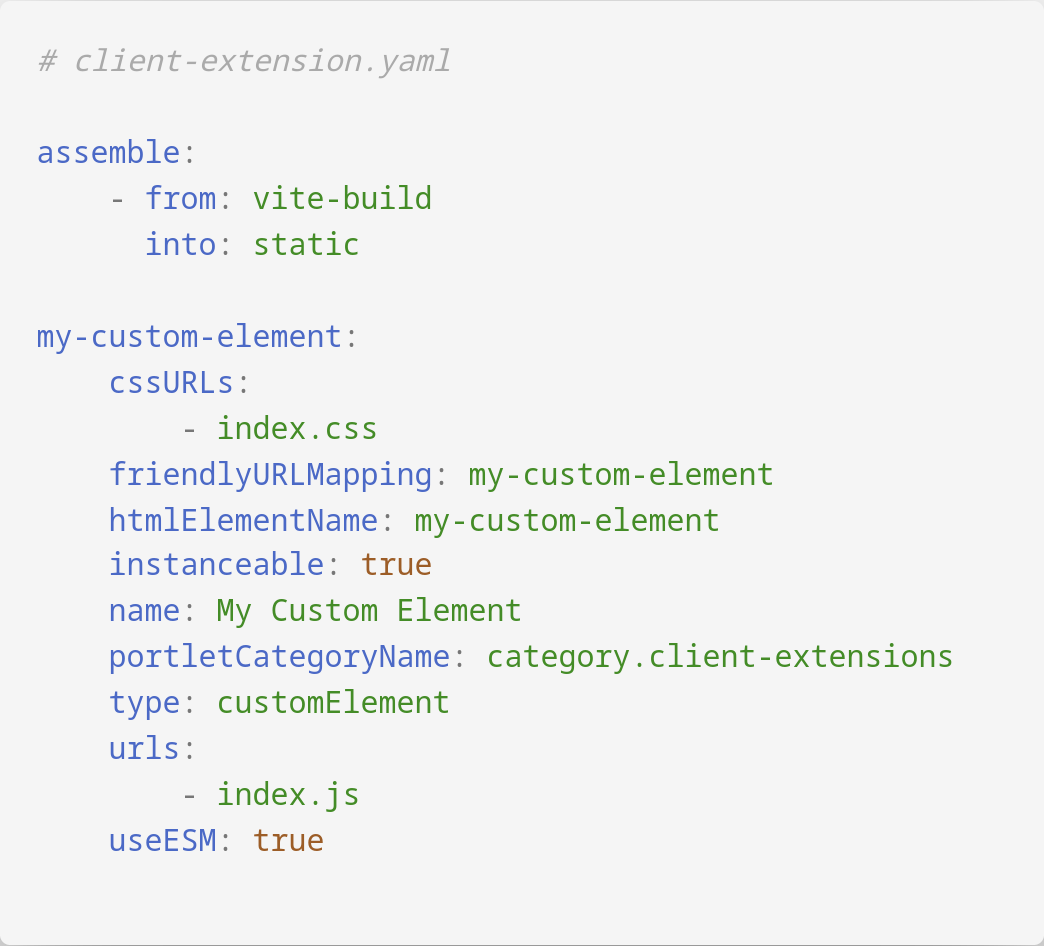 # client-extension.yaml

assemble:
    - from: vite-build
      into: static

my-custom-element:
    cssURLs:
        - index.css
    friendlyURLMapping: my-custom-element
    htmlElementName: my-custom-element
    instanceable: true
    name: My Custom Element
    portletCategoryName: category.client-extensions
    type: customElement
    urls:
        - index.js
    useESM: true